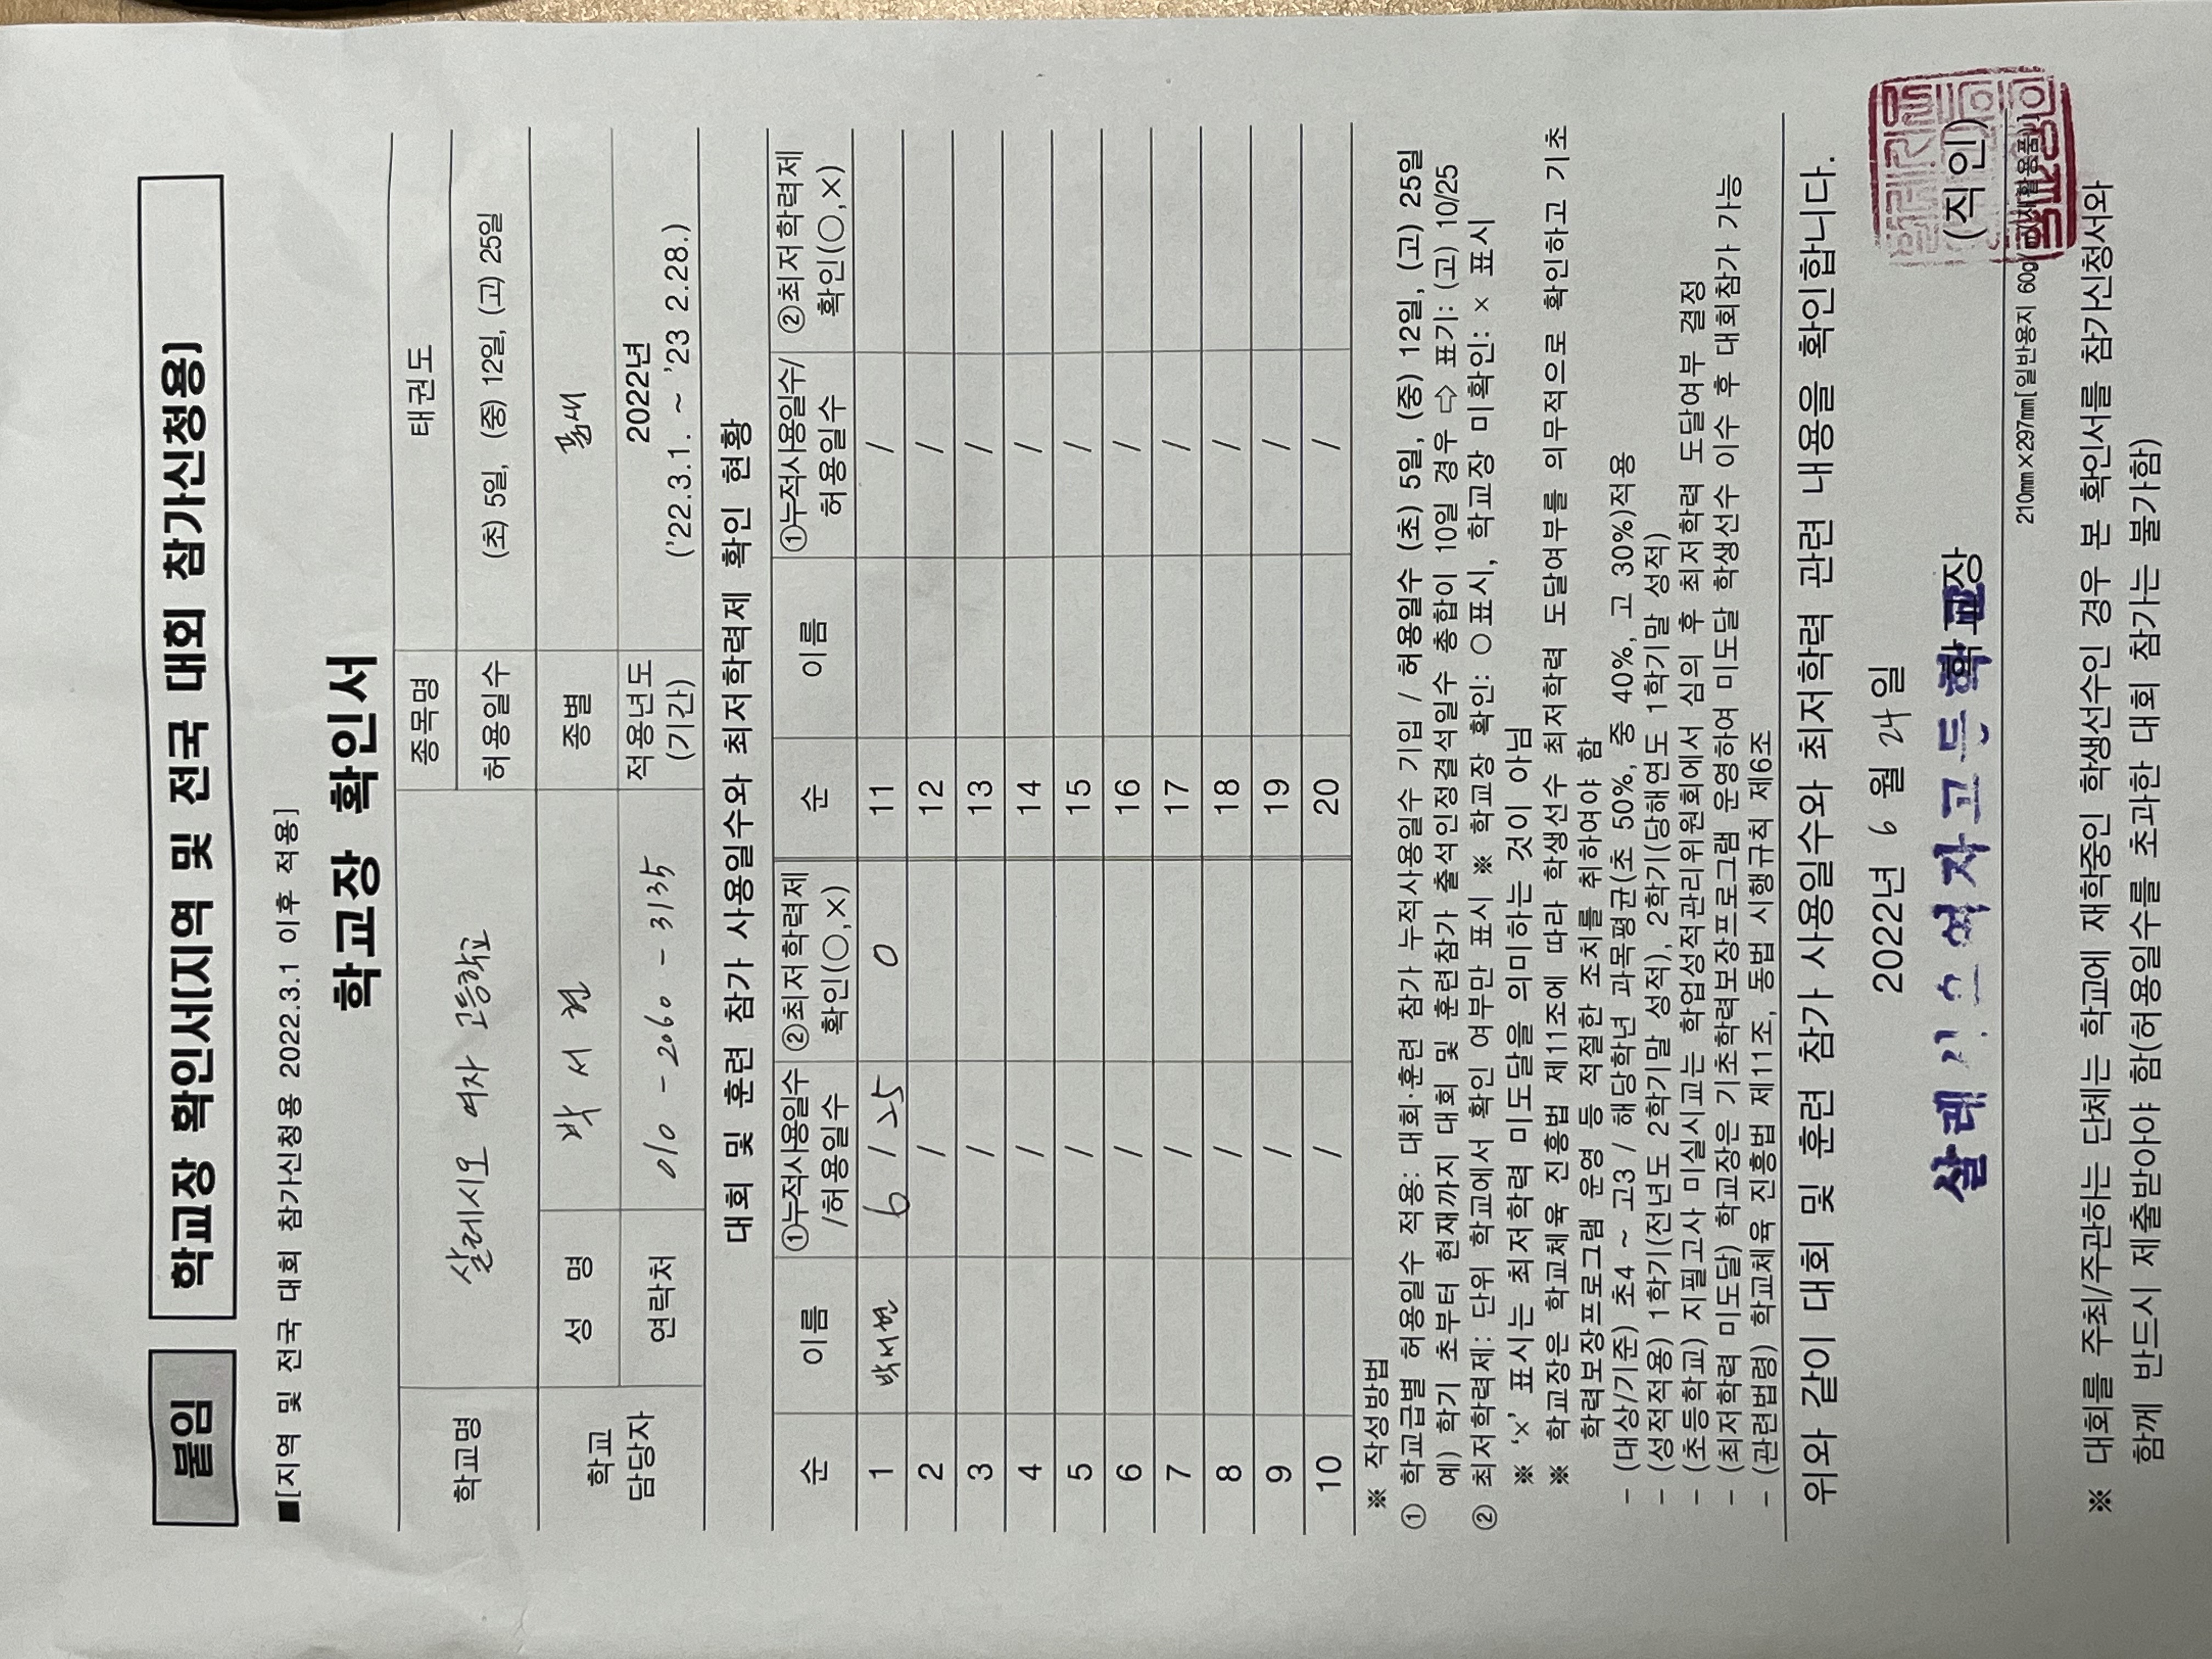 붙임 학교장 확인서(지역 및 전국 대회 참가신청용)
■[지역 및 전국 대회 참가신청용 2022.3.1 이후 적용]
학교장 확인서
학교명 살레시오 여자 고등학교 종목명 태권도
허용일수 (초) 5일, (중) 12일, (고) 25일
학교 담당자 성 명 박 서 현 종별 품새
연락처 010 - 2060 - 3135 적용년도 (기간) 2022년 ('22.3.1. ~ '23 2.28.)
대회 및 훈련 참가 사용일수와 최저학력제 확인 현황
순 이름 ①누적사용일수/허용일수 ②최저학력제 확인(○,×) 순 이름 ①누적사용일수/허용일수 ②최저학력제 확인(○,×)
1 박서현 6 / 25 0 11 /
2 / 12 /
3 / 13 /
4 / 14 /
5 / 15 /
6 / 16 /
7 / 17 /
8 / 18 /
9 / 19 /
10 / 20 /
※ 작성방법
① 학교급별 허용일수 적용: 대회·훈련 참가 누적사용일수 기입 / 허용일수 (초) 5일, (중) 12일, (고) 25일
예) 학기 초부터 현재까지 대회 및 훈련참가 출석인정결석일수 총합이 10일 경우 ⇨ 표기: (고) 10/25
② 최저학력제: 단위 학교에서 확인 여부만 표시 ※ 학교장 확인: ○ 표시, 학교장 미확인: × 표시
※ '×' 표시는 최저학력 미도달을 의미하는 것이 아님
※ 학교장은 학교체육 진흥법 제11조에 따라 학생선수 최저학력 도달여부를 의무적으로 확인하고 기초
학력보장프로그램 운영 등 적절한 조치를 취하여야 함
- (대상/기준) 초4 ~ 고3 / 해당학년 과목평균(초 50%, 중 40%, 고 30%)적용
- (성적적용) 1학기(전년도 2학기말 성적), 2학기(당해연도 1학기말 성적)
- (초등학교) 지필고사 미실시교는 학업성적관리위원회에서 심의 후 최저학력 도달여부 결정
- (최저학력 미도달) 학교장은 기초학력보장프로그램 운영하여 미도달 학생선수 이수 후 대회참가 가능
- (관련법령) 학교체육 진흥법 제11조, 동법 시행규칙 제6조
위와 같이 대회 및 훈련 참가 사용일수와 최저학력 관련 내용을 확인합니다.
2022년 6 월 24 일
살레시오여자고등학교 학교장 (직인)
210mm×297mm[일반용지 60g/㎡(재활용품)]
※ 대회를 주최/주관하는 단체는 학교에 재학중인 학생선수인 경우 본 확인서를 참가신청서와
함께 반드시 제출받아야 함(허용일수를 초과한 대회 참가는 불가함)